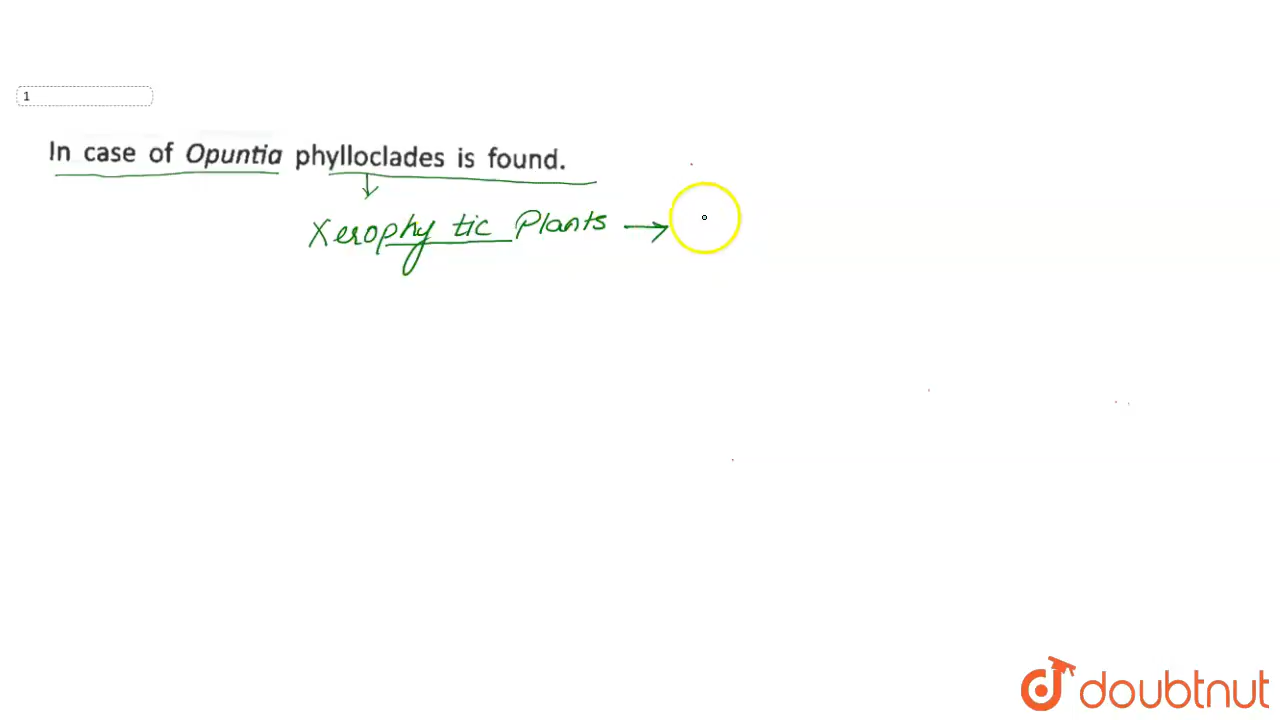 1
In case of Opuntia phylloclades is found.
Xerophytic Plants →
doubtnut